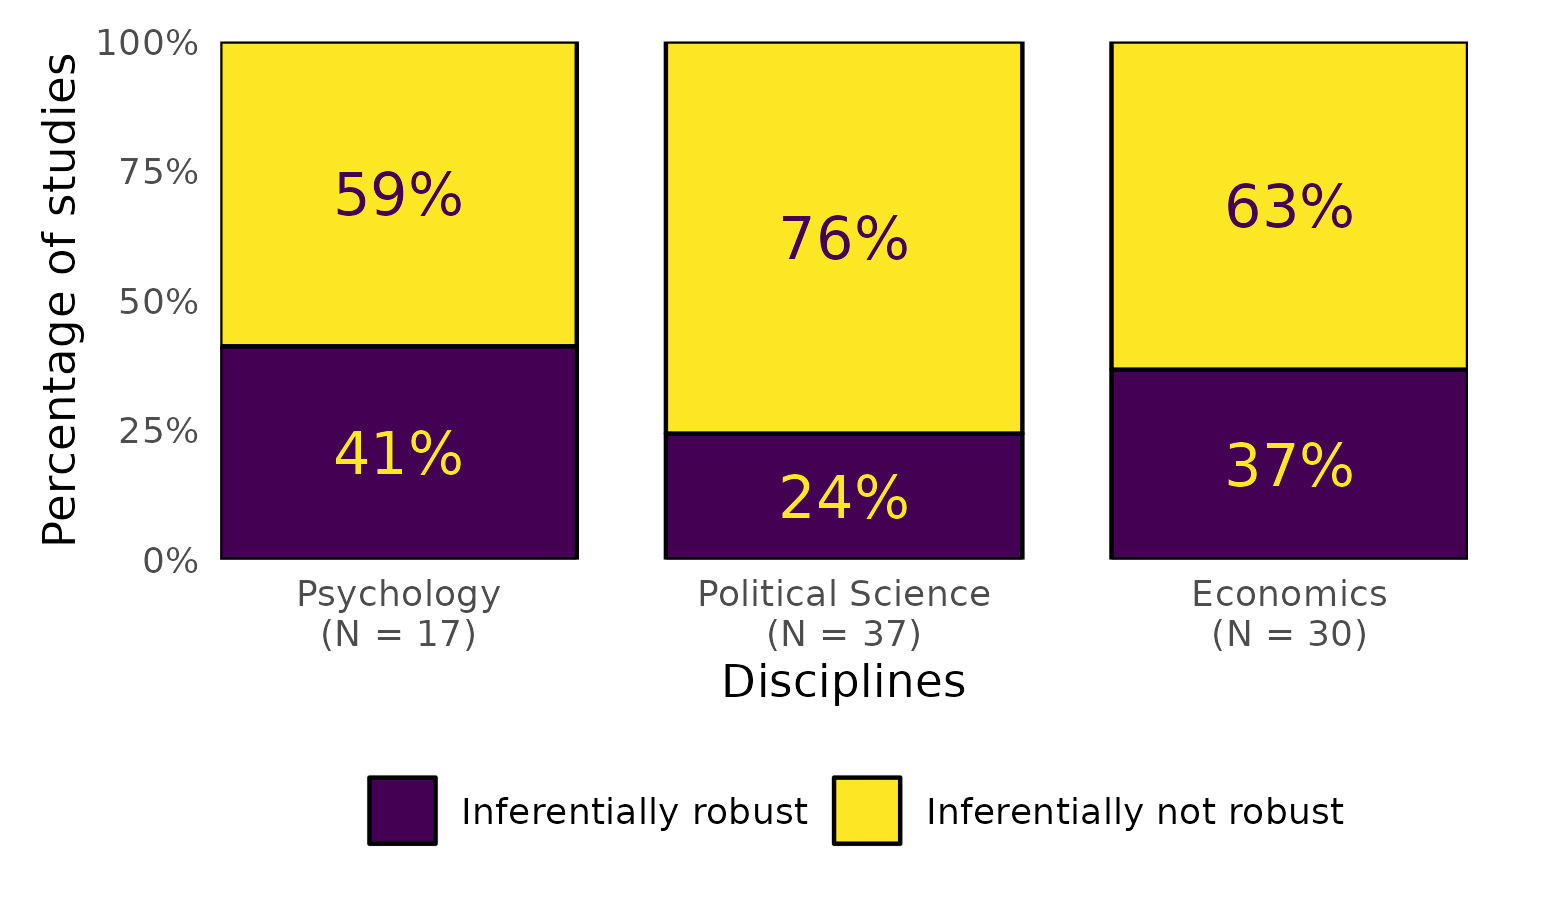 Percentage of studies
100%
75%
50%
25%
0%
59%
41%
76%
24%
63%
37%
Psychology
(N = 17)
Political Science
(N = 37)
Economics
(N = 30)
Disciplines
Inferentially robust
Inferentially not robust